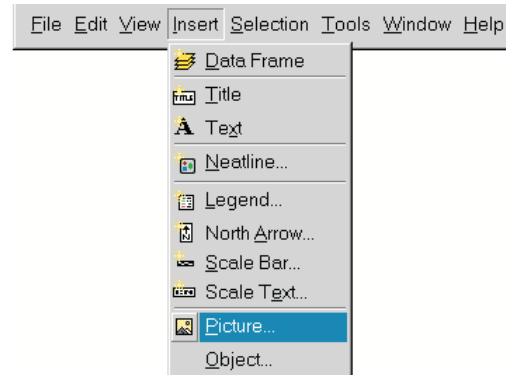 File Edit View Insert Selection Tools Window Help
Data Frame
Title
Text
Neatline...
Legend...
North Arrow...
Scale Bar...
Scale Text...
Picture...
Object...